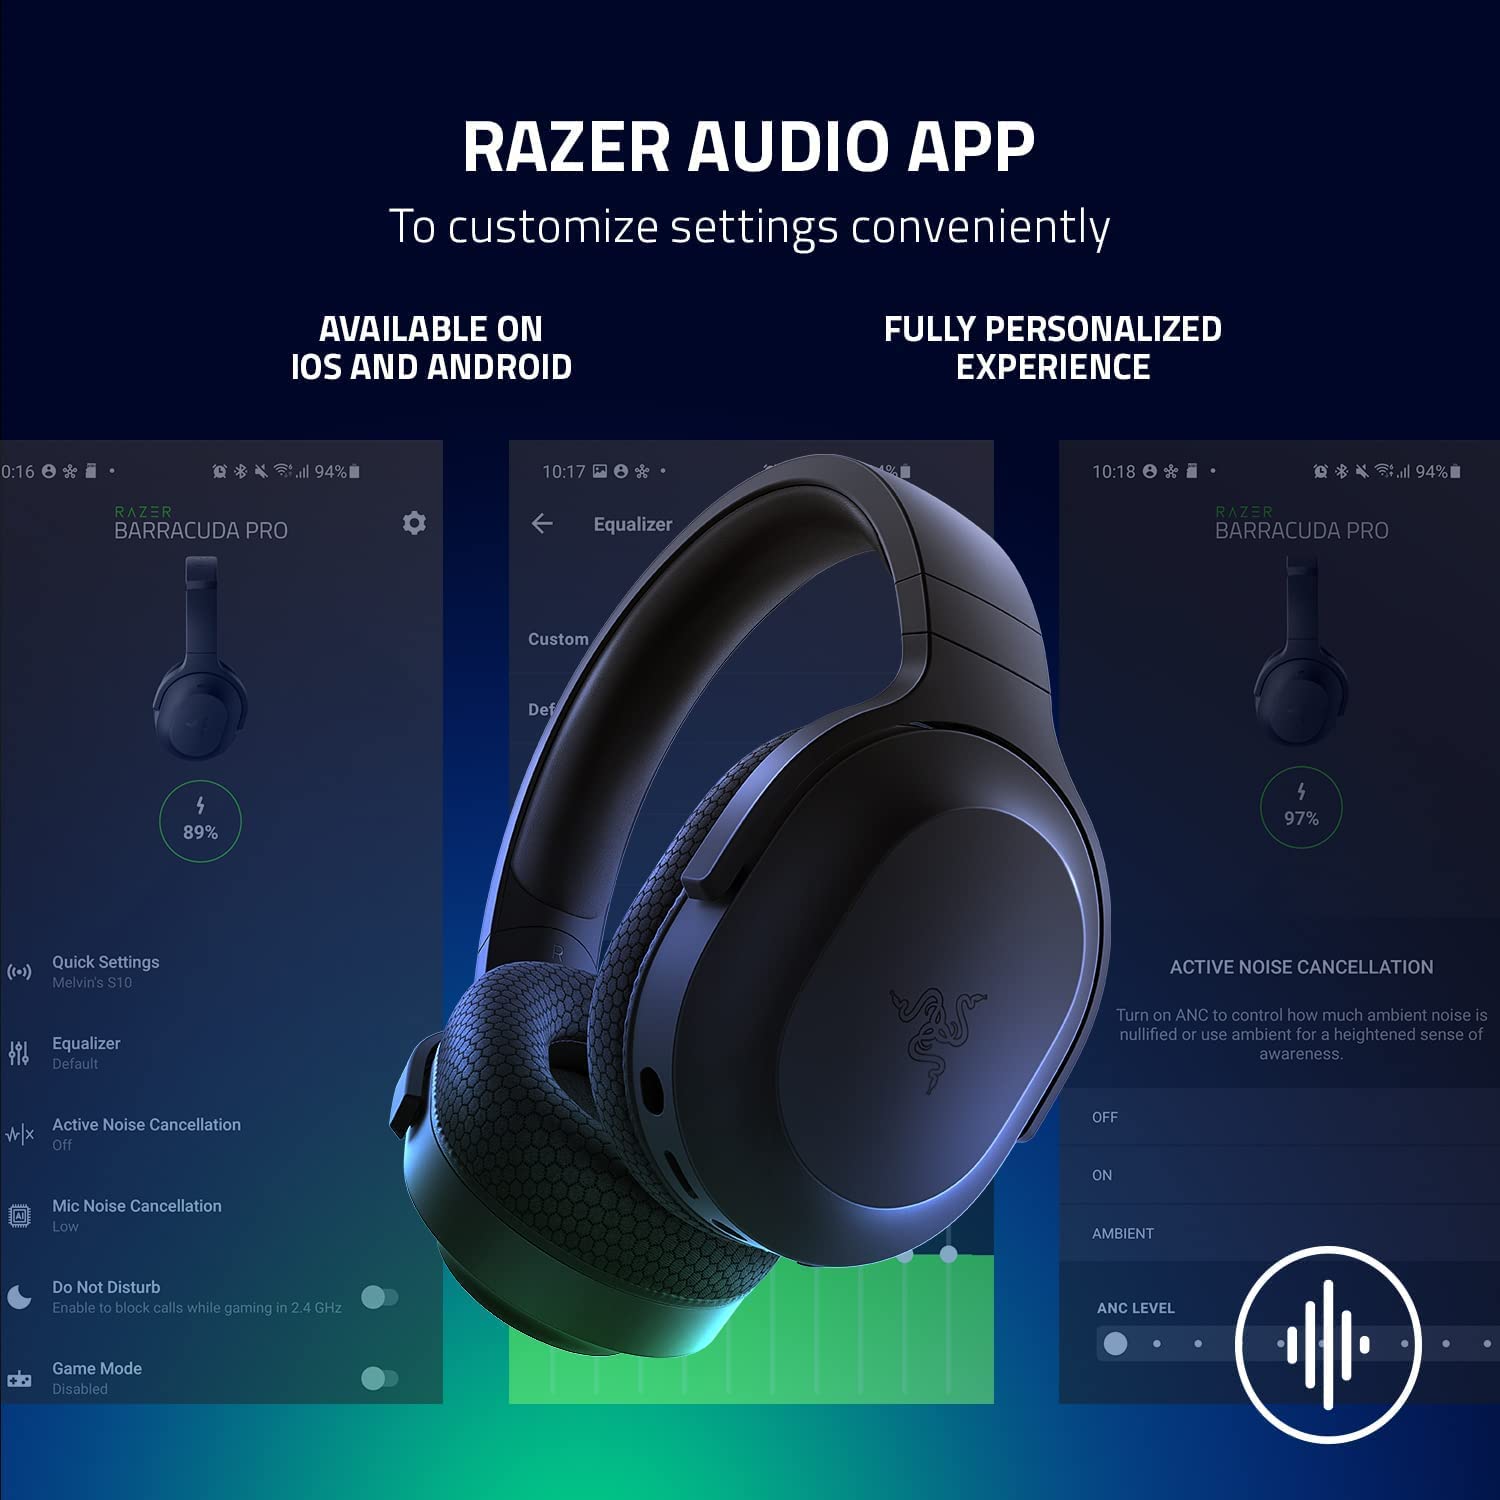 RAZER AUDIO APP
To customize settings conveniently
AVAILABLE ON
IOS AND ANDROID
FULLY PERSONALIZED
EXPERIENCE
0:16
94%
RAZER
BARRACUDA PRO
89%
Quick Settings
Melvin's S10
Equalizer
Default
Active Noise Cancellation
Off
Mic Noise Cancellation
Low
AI
Do Not Disturb
Enable to block calls while gaming in 2.4 GHz
Game Mode
Disabled
10:17
4%
Equalizer
Custom
Def
R
10:18
94%
RAZER
BARRACUDA PRO
97%
ACTIVE NOISE CANCELLATION
Turn on ANC to control how much ambient noise is
nullified or use ambient for a heightened sense of
awareness.
OFF
ON
AMBIENT
ANC LEVEL